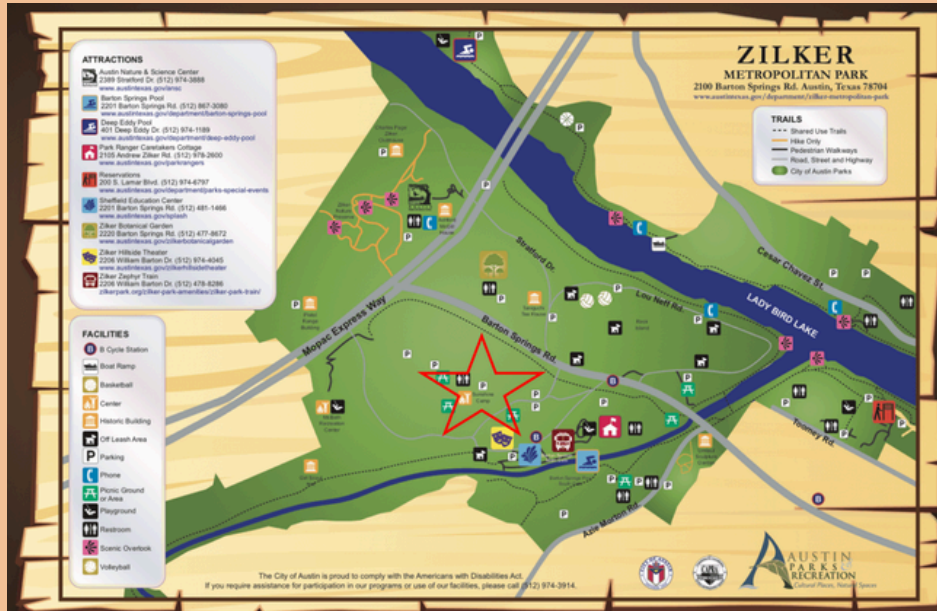 ZILKER
METROPOLITAN PARK
2100 Barton Springs Rd. Austin, Texas 78704
www.austintexas.gov/department/zilker-metropolitan-park
ATTRACTIONS
Austin Nature & Science Center
2389 Stratford Dr. (512) 974-3888
www.austintexas.gov/ansc
Barton Springs Pool
2201 Barton Springs Rd. (512) 867-3080
www.austintexas.gov/department/barton-springs-pool
Deep Eddy Pool
401 Deep Eddy Dr. (512) 974-1189
www.austintexas.gov/department/deep-eddy-pool
Park Ranger Caretakers Cottage
2105 Andrew Zilker Rd. (512) 978-2600
www.austintexas.gov/parkrangers
Reservations
200 S. Lamar Blvd. (512) 974-6797
www.austintexas.gov/department/parks-special-events
Sheffield Education Center
2201 Barton Springs Rd. (512) 481-1466
www.austintexas.gov/splash
Zilker Botanical Garden
2220 Barton Springs Rd. (512) 477-8672
www.austintexas.gov/zilkerbotanicalgarden
Zilker Hillside Theater
2206 William Barton Dr. (512) 974-4045
www.austintexas.gov/zilkerhillsidetheater
Zilker Zephyr Train
2206 William Barton Dr. (512) 478-8286
zilkerpark.org/zilker-park-amenities/zilker-park-train/
TRAILS
Shared Use Trails
Hike Only
Pedestrian Walkways
Road, Street and Highway
City of Austin Parks
FACILITIES
B Cycle Station
Boat Ramp
Basketball
Center
Historic Building
Off Leash Area
Parking
Phone
Picnic Ground
or Area
Playground
Restroom
Scenic Overlook
Volleyball
Mopac Express Way
Stratford Dr.
Lou Neff Rd.
Barton Springs Rd.
Cesar Chavez St.
LADY BIRD LAKE
Toomey Rd.
Azie Morton Rd.
Sunshine
Camp
The City of Austin is proud to comply with the Americans with Disabilities Act.
If you require assistance for participation in our programs or use of our facilities, please call (512) 974-3914.
AUSTIN
PARKS
RECREATION
Cultural Places, Natural Spaces